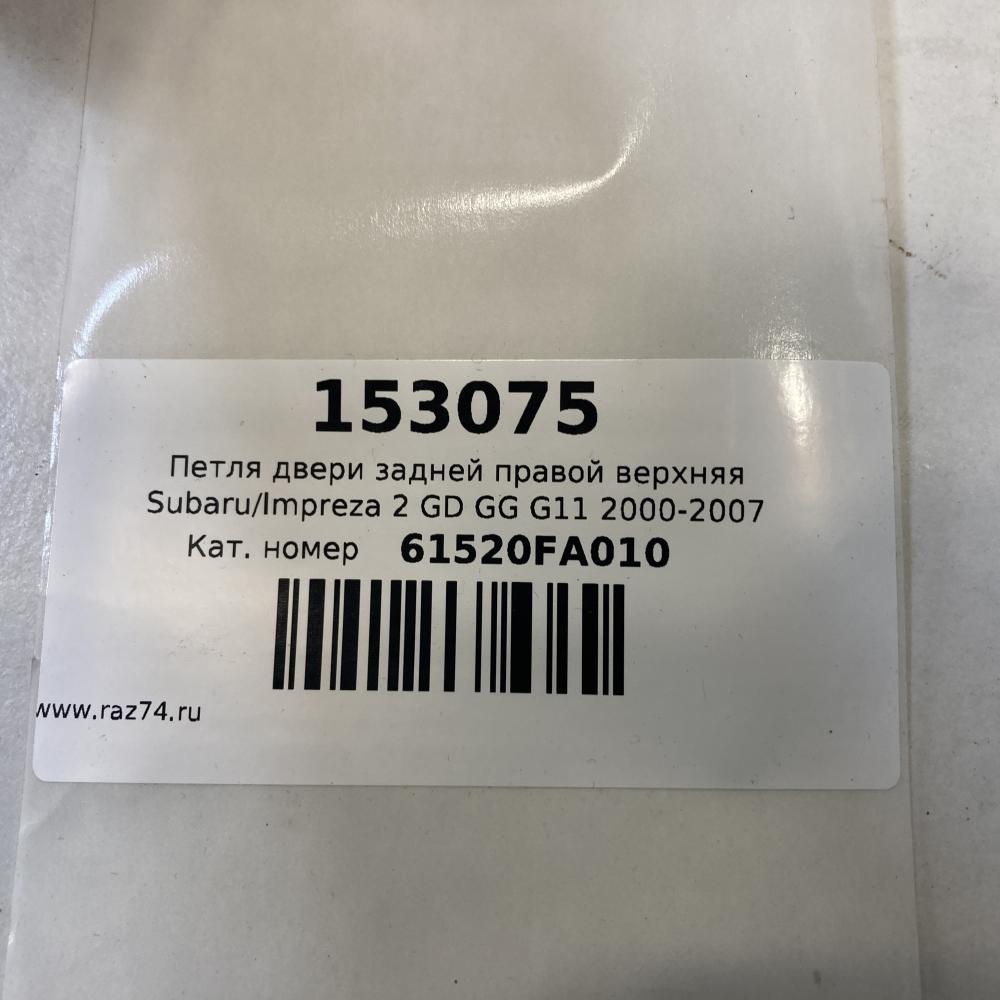 153075
Петля двери задней правой верхняя
Subaru/Impreza 2 GD GG G11 2000-2007
Кат. номер 61520FA010
www.raz74.ru